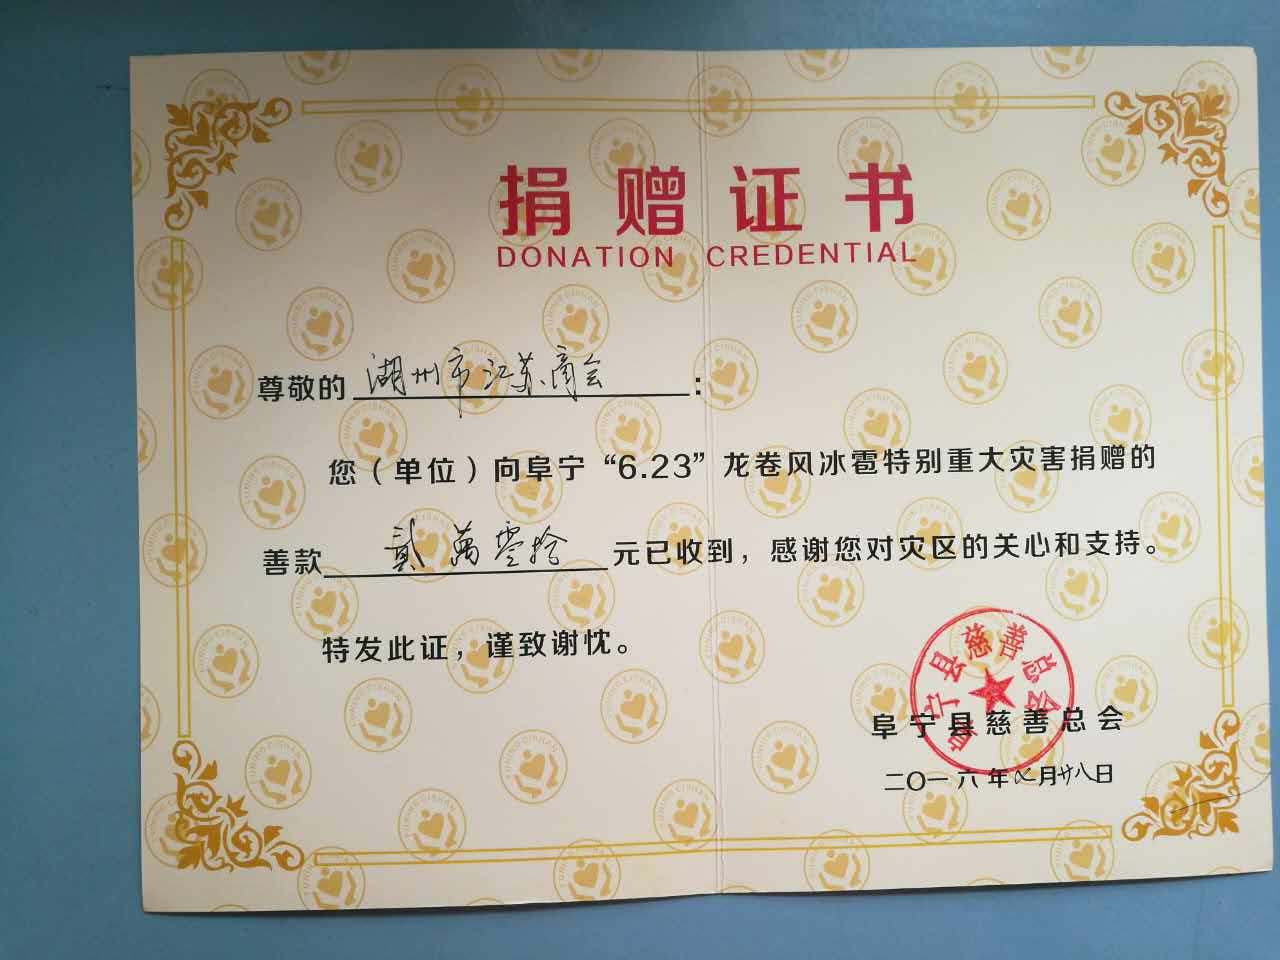 捐赠证书
DONATION CREDENTIAL
尊敬的 湖州市江苏商会 :
您（单位）向阜宁“6.23”龙卷风冰雹特别重大灾害捐赠的
善款 貳萬零拾 元已收到，感谢您对灾区的关心和支持。
特发此证，谨致谢忱。
阜宁县慈善总会
阜宁县慈善总会
二〇一六年 月廿八日